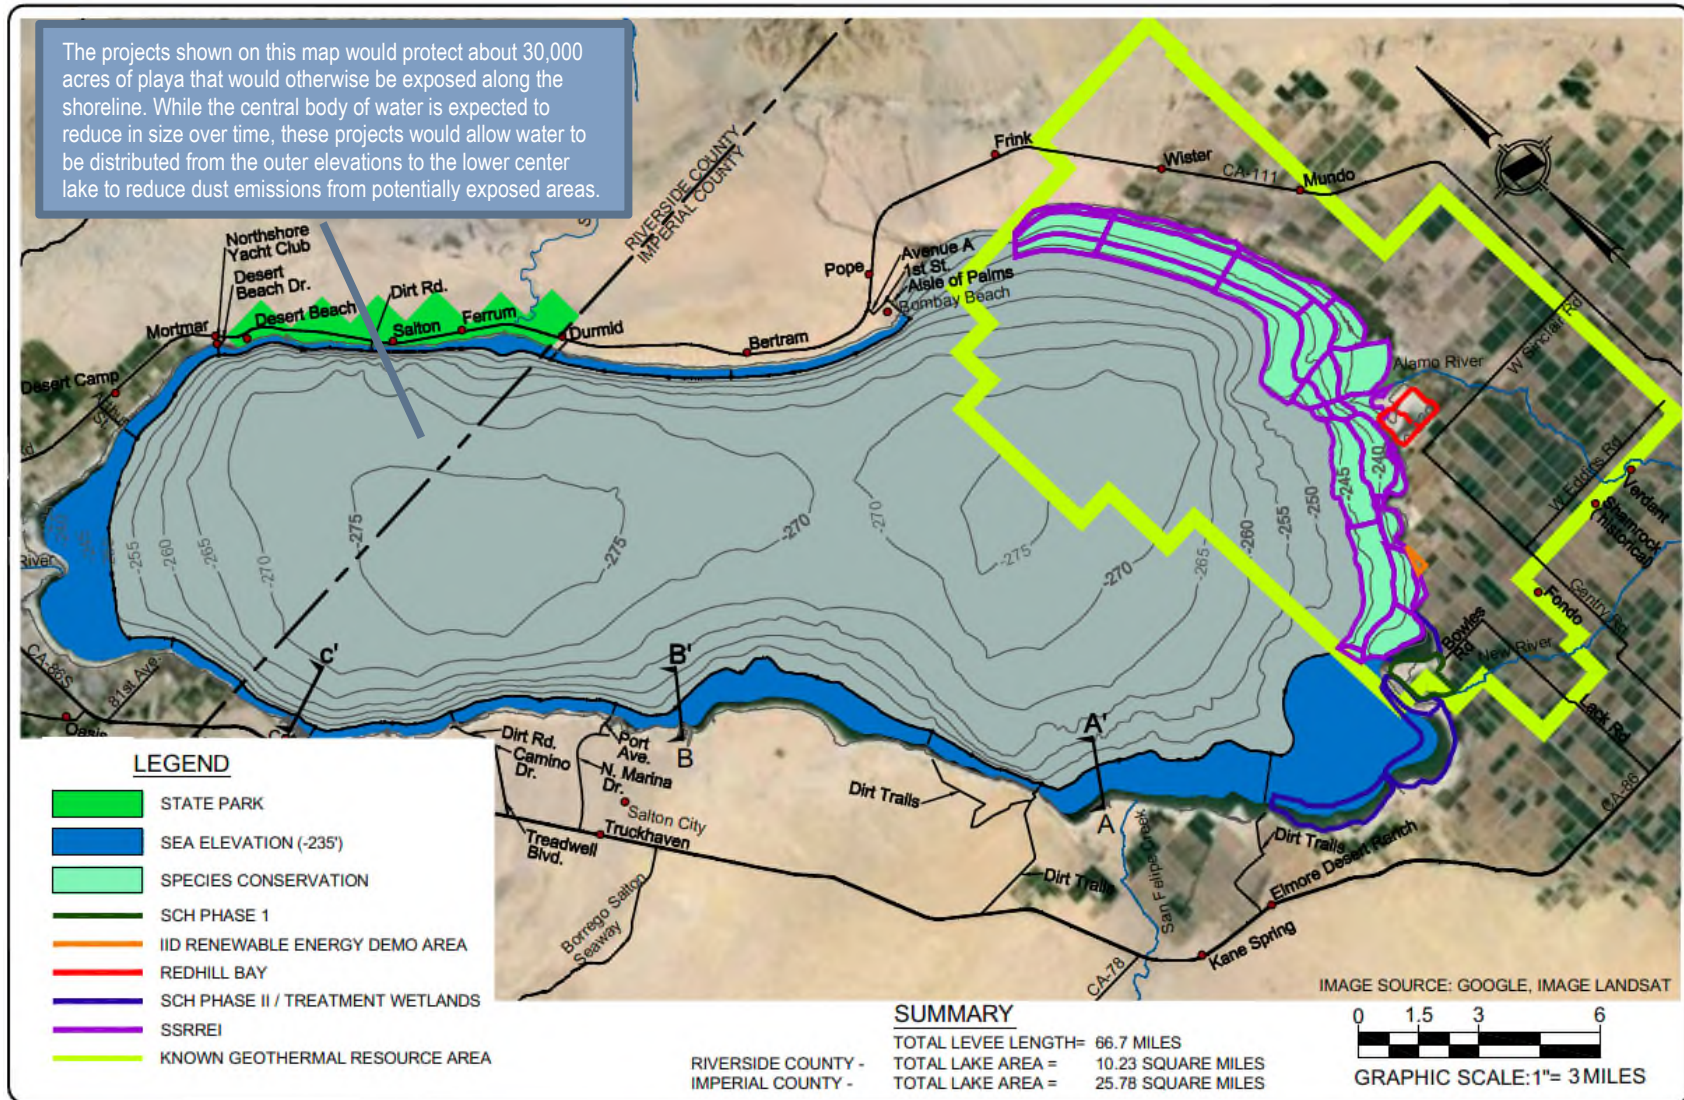 The projects shown on this map would protect about 30,000
acres of playa that would otherwise be exposed along the
shoreline. While the central body of water is expected to
reduce in size over time, these projects would allow water to
be distributed from the outer elevations to the lower center
lake to reduce dust emissions from potentially exposed areas.
RIVERSIDE COUNTY
IMPERIAL COUNTY
Frink
Wister
CA-111
Mundo
Northshore
Yacht Club
Desert
Beach Dr.
Desert Beach
Dirt Rd.
Mortmar
Salton
Ferrum
Durmid
Bertram
Pope
Avenue A
1st St.
Aisle of Palms
Bombay Beach
Desert Camp
St.
Alamo River
W Sinclair Rd
W Eddins Rd
Verdant
Shamrock
(historical)
Gentry Rd
Fondo
Bowles
Rd
New River
Lack Rd
CA-86
-240
-245
-250
-255
-260
-265
-270
-275
-270
-275
-270
-275
-275
-270
-265
-260
-255
River
CA-86S
81st Ave.
Oasis
C'
B'
B
A'
A
Dirt Rd.
Camino
Dr.
Port
Ave.
N. Marina
Dr.
Salton City
Truckhaven
Treadwell
Blvd.
Borrego Salton
Seaway
Dirt Trails
Dirt Trails
Dirt Trails
San Felipe Creek
Elmore Desert Ranch
Kane Spring
CA-78
LEGEND
STATE PARK
SEA ELEVATION (-235')
SPECIES CONSERVATION
SCH PHASE 1
IID RENEWABLE ENERGY DEMO AREA
REDHILL BAY
SCH PHASE II / TREATMENT WETLANDS
SSRREI
KNOWN GEOTHERMAL RESOURCE AREA
SUMMARY
TOTAL LEVEE LENGTH= 66.7 MILES
RIVERSIDE COUNTY - TOTAL LAKE AREA = 10.23 SQUARE MILES
IMPERIAL COUNTY - TOTAL LAKE AREA = 25.78 SQUARE MILES
IMAGE SOURCE: GOOGLE, IMAGE LANDSAT
0 1.5 3 6
GRAPHIC SCALE:1"= 3 MILES